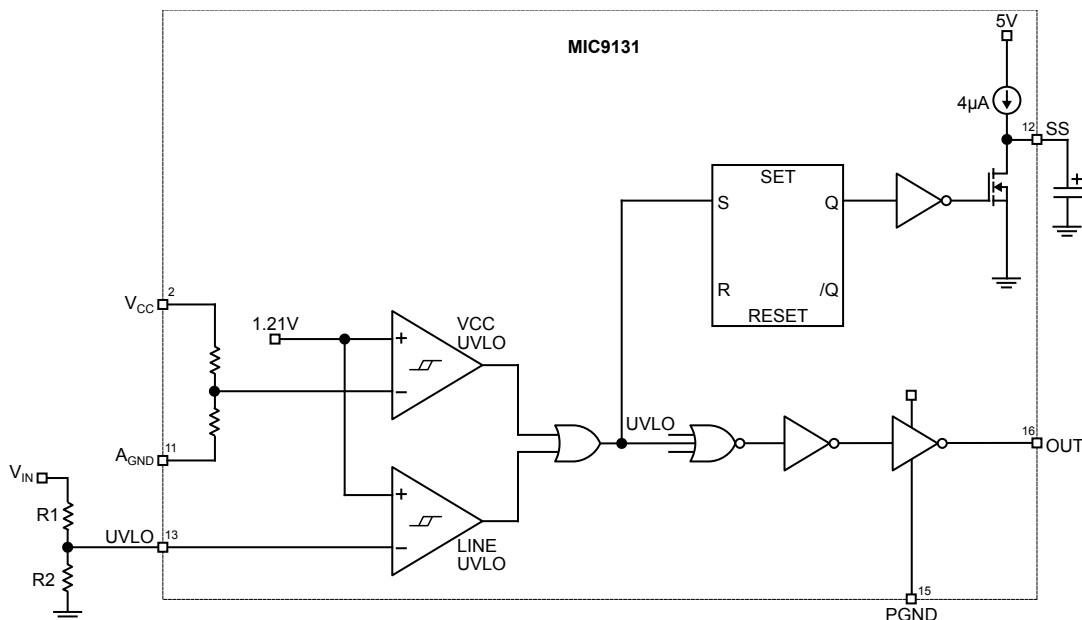 5V
MIC9131
4µA
12
SS
+
SET
S
Q
R
/Q
RESET
2
VCC
1.21V
+
VCC
UVLO
−
11
AGND
UVLO
16
OUT
VIN
R1
+
UVLO
13
−
LINE
UVLO
R2
15
PGND